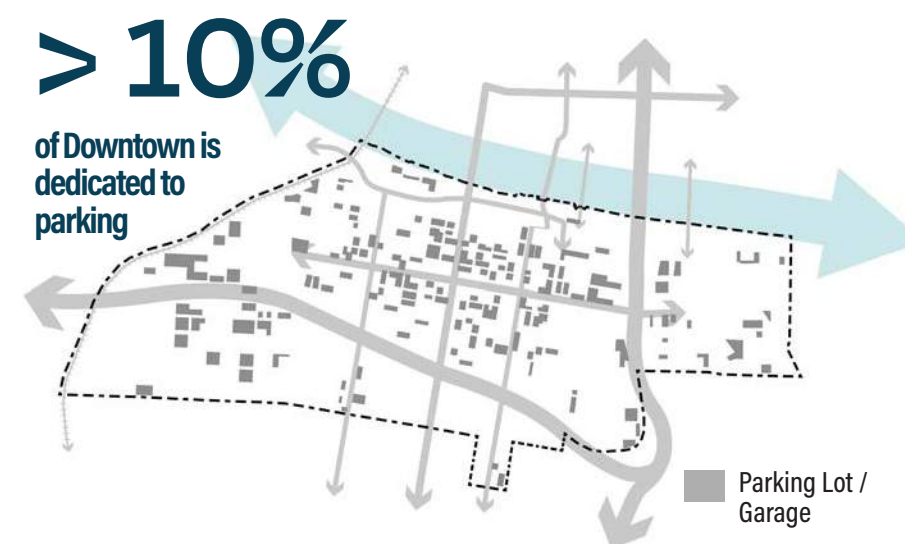 > 10%
of Downtown is
dedicated to
parking
Parking Lot /
Garage